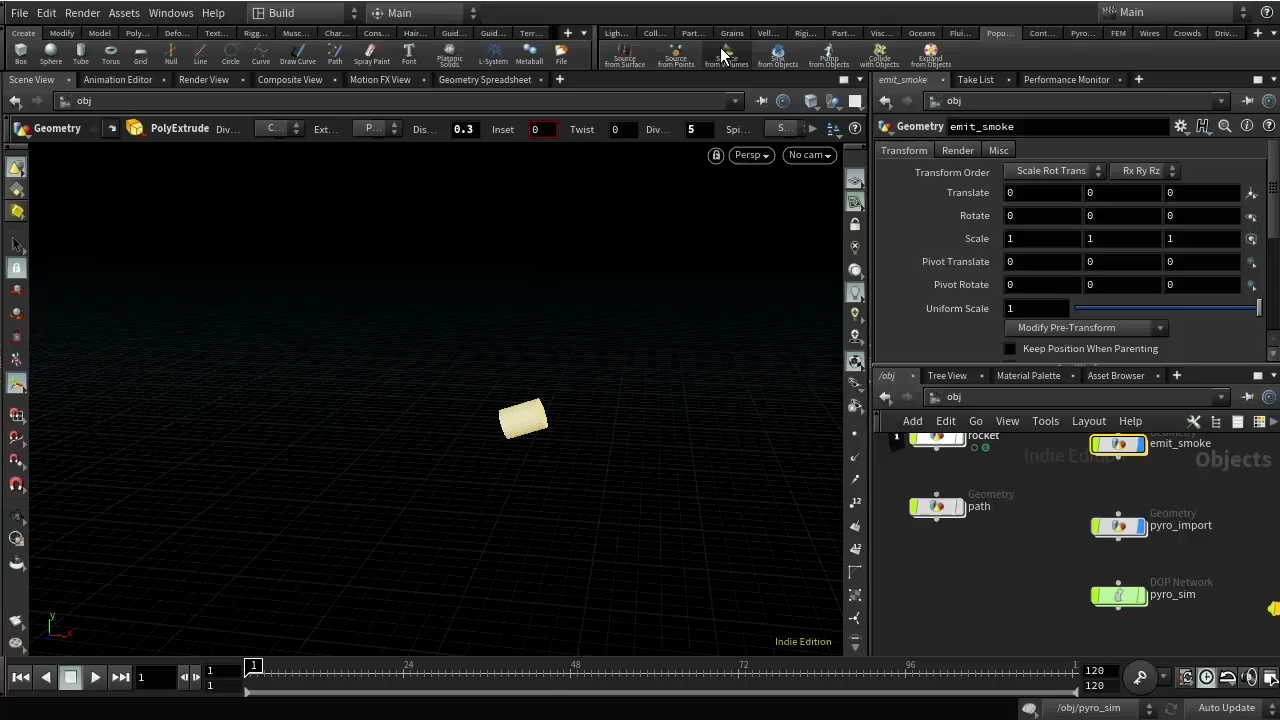 File Edit Render Assets Windows Help Build Main Main
Create Modify Model Poly... Defo... Text... Rigg... Mus... Char... Cons... Hair... Guid... Guid... Terr...
Ligh... Coll... Part... Grains Vell... Rigi... Part... Visc... Oceans Flui... Popu... Cont... Pyro... FEM Wires Crowds Driv...
Box Sphere Tube Torus Grid Null Line Circle Curve Draw Curve Path Spray Paint Font Platonic Solids L-System Metaball File
Source from Surface Source from Points from Volumes Sink from Objects Pump from Objects Collide with Objects Expand from Objects
Scene View Animation Editor Render View Composite View Motion FX View Geometry Spreadsheet
obj
Geometry PolyExtrude Div... C... Ext... P... Dis... 0.3 Inset 0 Twist 0 Div... 5 Spi... S...
Persp No cam
y
x
Indie Edition
emit_smoke Take List Performance Monitor
obj
Geometry emit_smoke
Transform Render Misc
Transform Order Scale Rot Trans Rx Ry Rz
Translate 0 0 0
Rotate 0 0 0
Scale 1 1 1
Pivot Translate 0 0 0
Pivot Rotate 0 0 0
Uniform Scale 1
Modify Pre-Transform
Keep Position When Parenting
/obj Tree View Material Palette Asset Browser
obj
Add Edit Go View Tools Layout Help
rocket
Geometry
emit_smoke
Indie Edition
Objects
Geometry
path
Geometry
pyro_import
DOP Network
pyro_sim
1 24 48 72 96 1
1 1 1 120 120
/obj/pyro_sim Auto Update